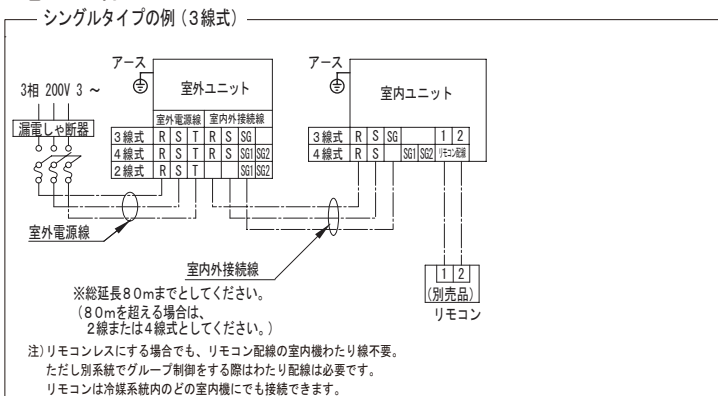 シングルタイプの例(3線式)
アース
3相 200V 3 ~
漏電しゃ断器
室外ユニット
室外電源線 室内外接続線
3線式 R S T R S SG
4線式 R S T R S SG1 SG2
2線式 R S T SG1 SG2
アース
室内ユニット
3線式 R S SG 1 2
4線式 R S SG1 SG2 リモコン配線
室外電源線
室内外接続線
※総延長80mまでとしてください。
(80mを超える場合は、
2線または4線式としてください。)
1 2
(別売品)
リモコン
注)リモコンレスにする場合でも、リモコン配線の室内機わたり線不要。
ただし別系統でグループ制御をする際はわたり配線は必要です。
リモコンは冷媒系統内のどの室内機にでも接続できます。